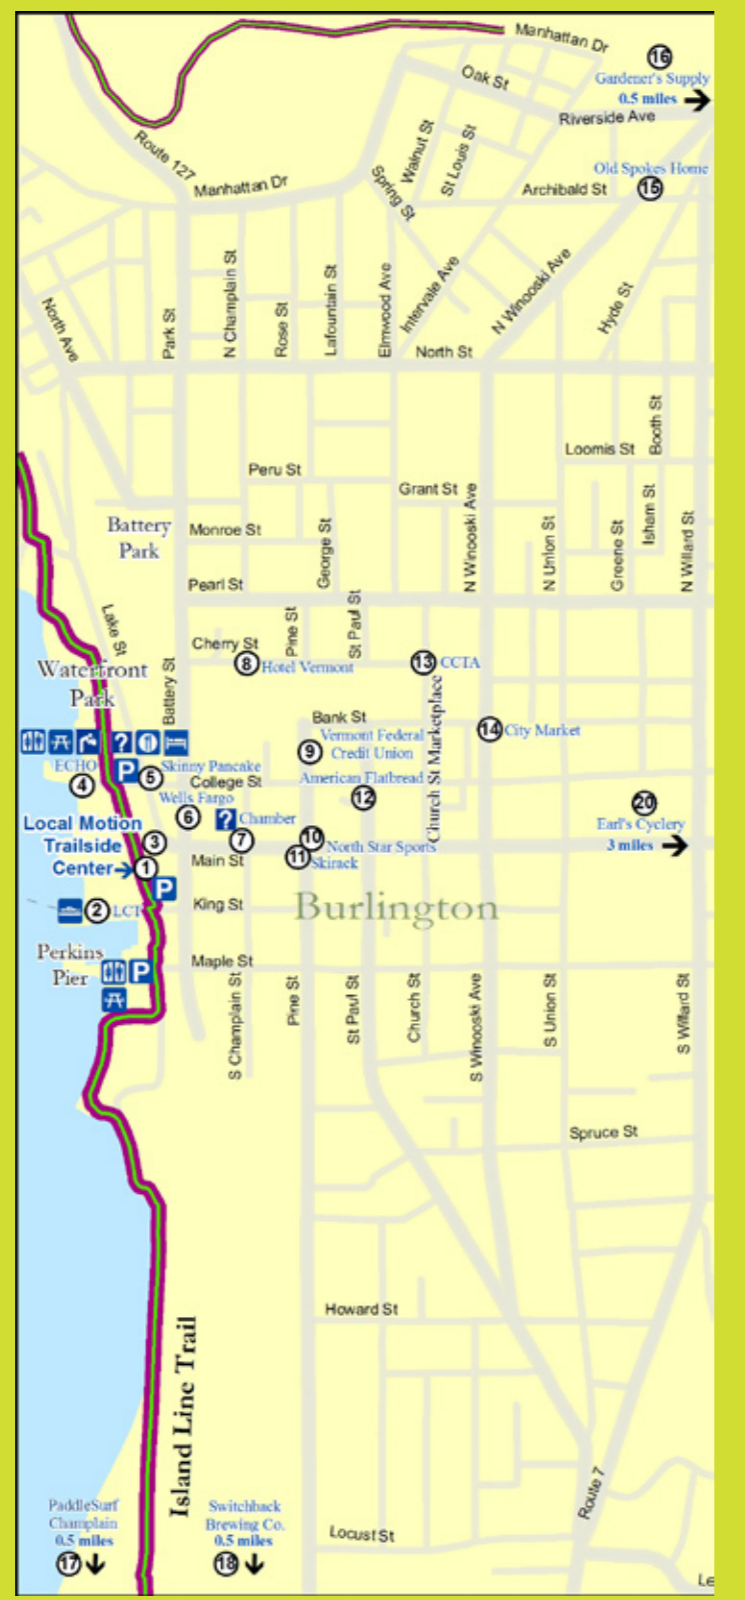 Manhattan Dr
16
Gardener's Supply
0.5 miles
Oak St
Riverside Ave
Route 127
Walnut St
St Louis St
Old Spokes Home
15
Manhattan Dr
Spring St
Archibald St
North Ave
Park St
N Champlain St
Rose St
Lafountain St
Elmwood Ave
Intervale Ave
N Winooski Ave
Hyde St
North St
Booth St
Loomis St
Peru St
Grant St
Battery
Park
Monroe St
George St
N Winooski Ave
N Union St
Greene St
Isham St
N Willard St
Pearl St
Lake St
Pine St
St Paul St
Cherry St
8
Hotel Vermont
13
CCTA
Waterfront
Park
Battery St
Church St Marketplace
Bank St
Vermont Federal
Credit Union
9
14
City Market
?
ECHO
4
P
5
Skinny Pancake
College St
American Flatbread
12
Wells Fargo
6
?
Chamber
7
20
Earl's Cyclery
3 miles
Local Motion
Trailside
Center
3
1
10
North Star Sports
11
Skirack
Main St
P
King St
2
LCT
Burlington
Perkins
Pier
P
Maple St
S Champlain St
Pine St
St Paul St
Church St
S Winooski Ave
S Union St
S Willard St
Spruce St
Howard St
Island Line Trail
Route 7
PaddleSurf
Champlain
0.5 miles
17
Switchback
Brewing Co.
0.5 miles
18
Locust St
Le